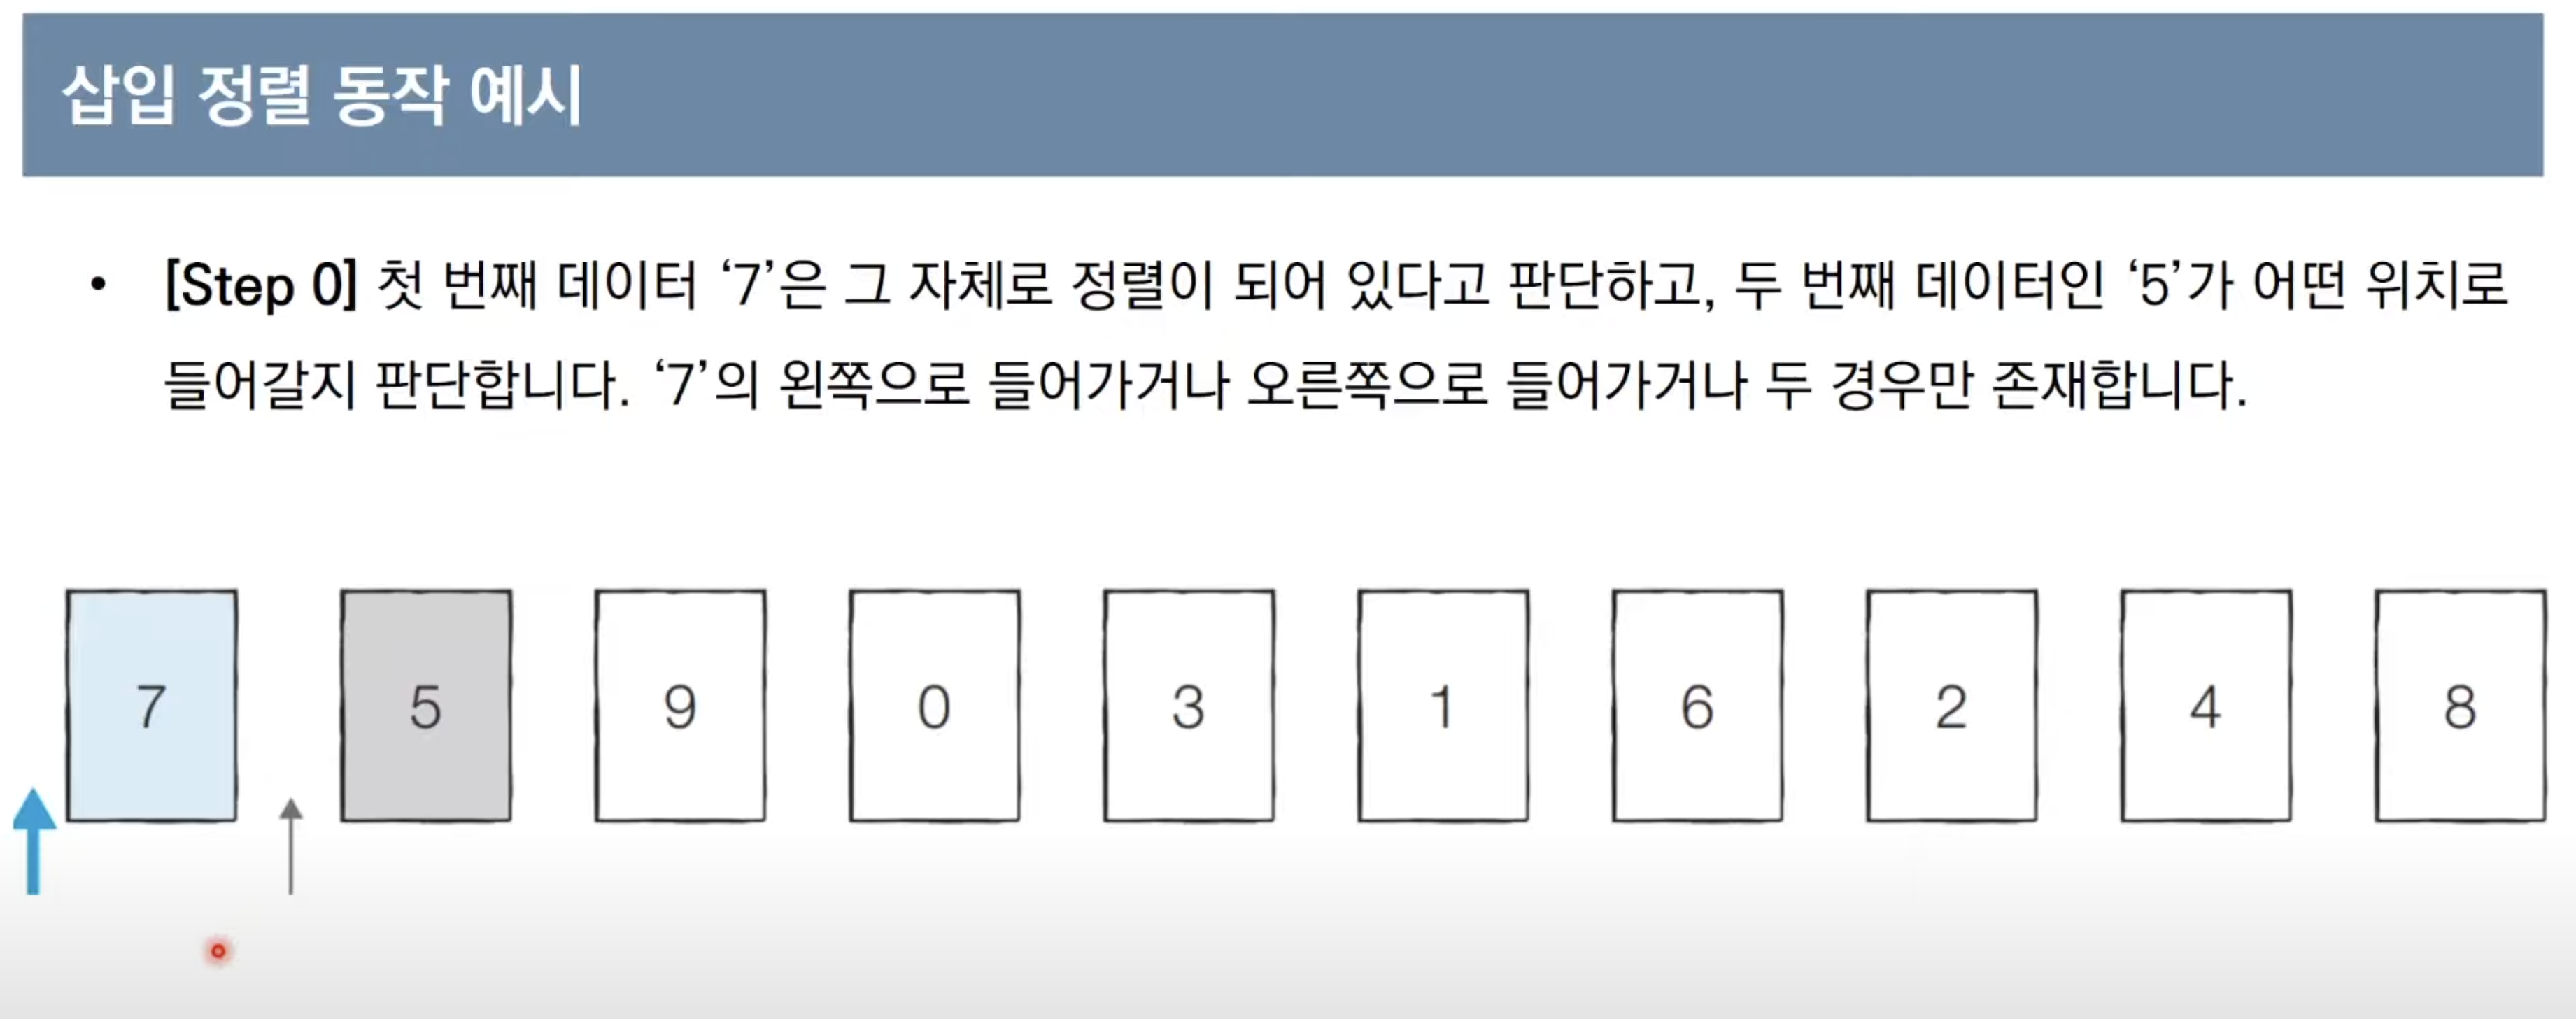 삽입 정렬 동작 예시
• [Step 0] 첫 번째 데이터 ‘7’은 그 자체로 정렬이 되어 있다고 판단하고, 두 번째 데이터인 ‘5’가 어떤 위치로
들어갈지 판단합니다. ‘7’의 왼쪽으로 들어가거나 오른쪽으로 들어가거나 두 경우만 존재합니다.
7 5 9 0 3 1 6 2 4 8